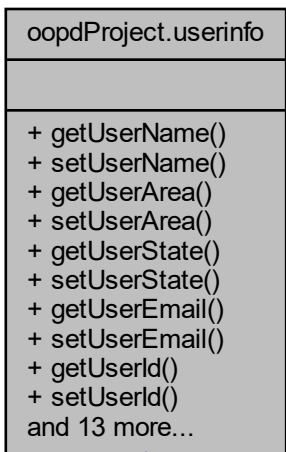 oopdProject.userinfo
+ getUserName()
+ setUserName()
+ getUserArea()
+ setUserArea()
+ getUserState()
+ setUserState()
+ getUserEmail()
+ setUserEmail()
+ getUserId()
+ setUserId()
and 13 more...